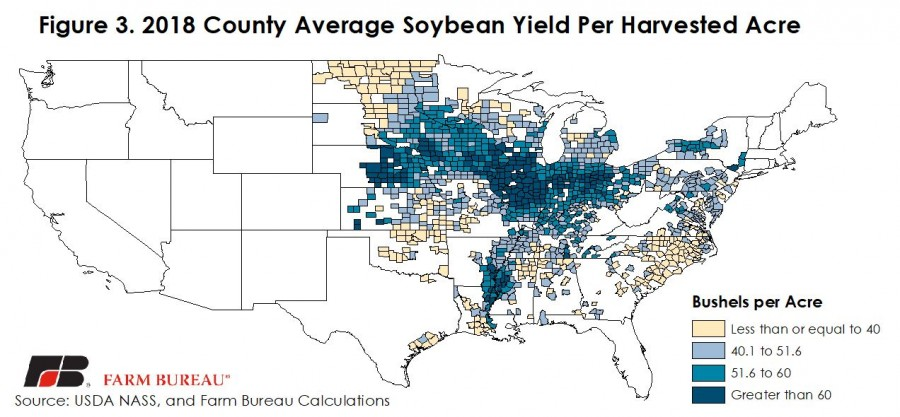 Figure 3. 2018 County Average Soybean Yield Per Harvested Acre
Bushels per Acre
Less than or equal to 40
40.1 to 51.6
51.6 to 60
Greater than 60
FB ® FARM BUREAU®
Source: USDA NASS, and Farm Bureau Calculations